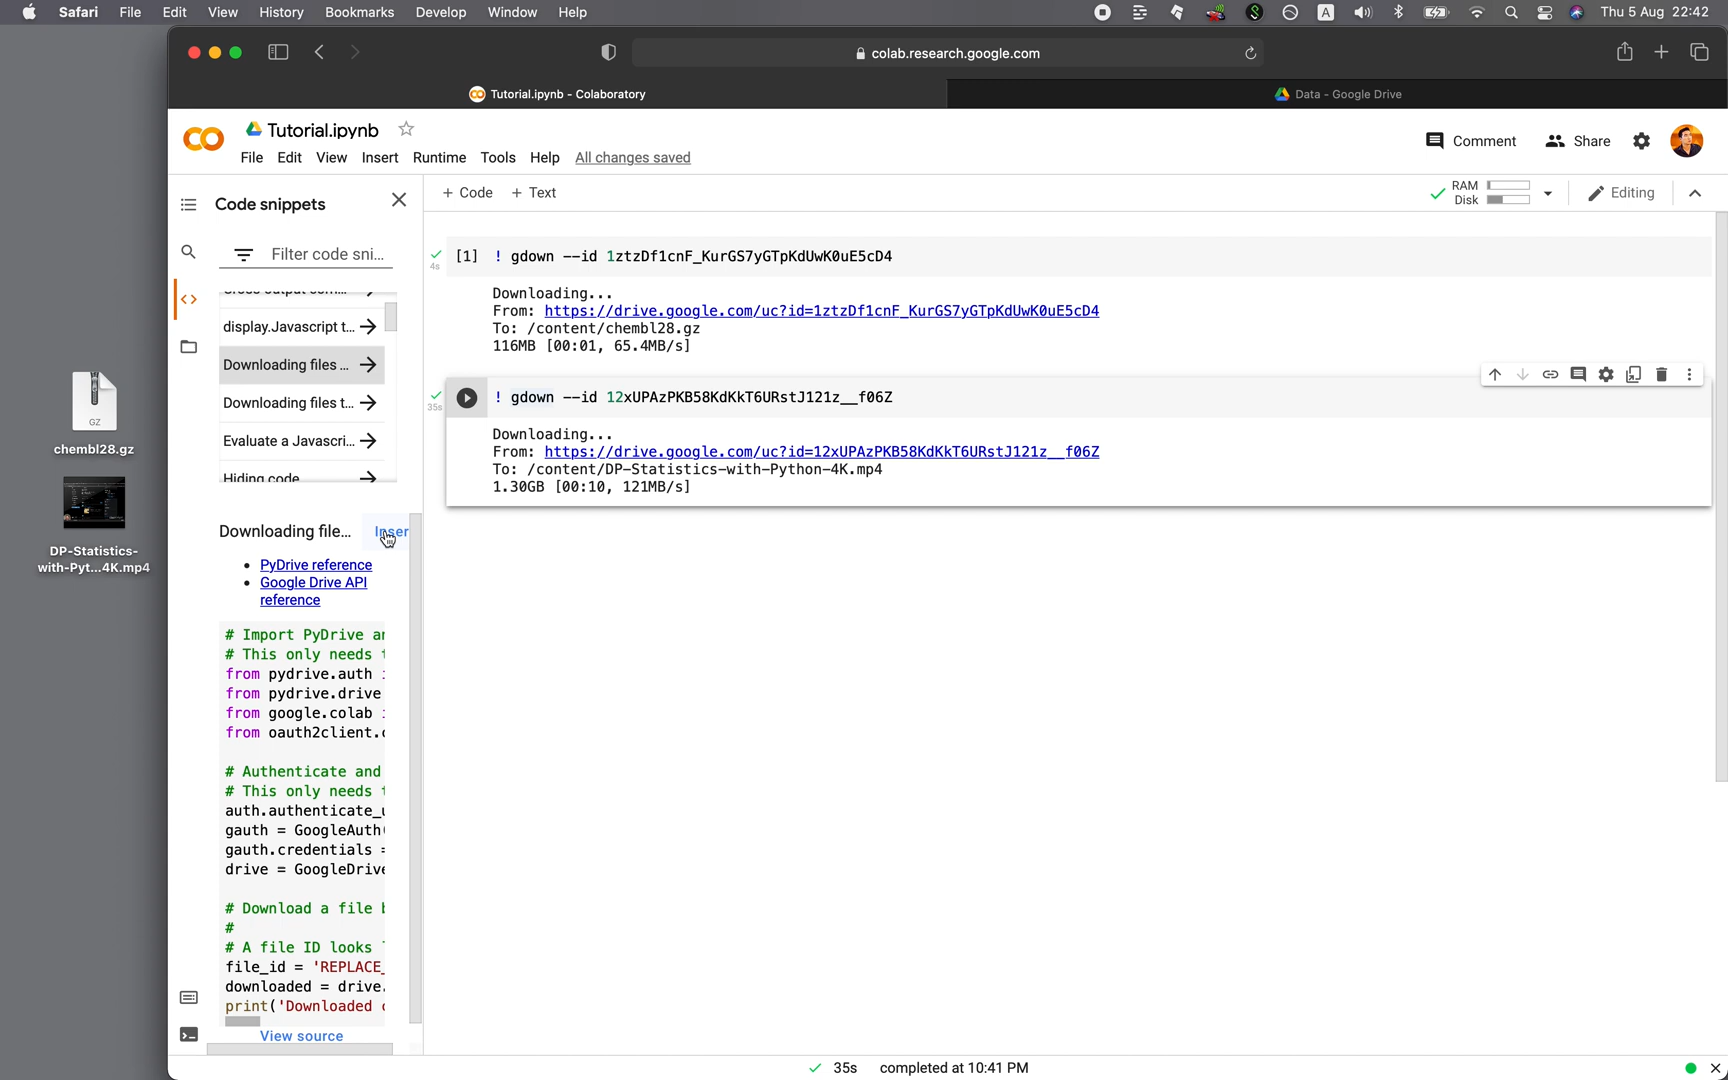 Safari File Edit View History Bookmarks Develop Window Help
A
Thu 5 Aug 22:42
colab.research.google.com
Tutorial.ipynb - Colaboratory
Data - Google Drive
Tutorial.ipynb
File Edit View Insert Runtime Tools Help All changes saved
Comment
Share
Code snippets
+ Code + Text
RAM
Disk
Editing
Filter code sni...
display.Javascript t...
Downloading files ...
Downloading files t...
Evaluate a Javascri...
Hiding code
4s
[1] ! gdown --id 1ztzDf1cnF_KurGS7yGTpKdUwK0uE5cD4
Downloading...
From: https://drive.google.com/uc?id=1ztzDf1cnF_KurGS7yGTpKdUwK0uE5cD4
To: /content/chembl28.gz
116MB [00:01, 65.4MB/s]
35s
! gdown --id 12xUPAzPKB58KdKkT6URstJ121z__f06Z
Downloading...
From: https://drive.google.com/uc?id=12xUPAzPKB58KdKkT6URstJ121z__f06Z
To: /content/DP-Statistics-with-Python-4K.mp4
1.30GB [00:10, 121MB/s]
GZ
chembl28.gz
DP-Statistics-
with-Pyt...4K.mp4
Downloading file...
Inser
PyDrive reference
Google Drive API
reference
# Import PyDrive an
# This only needs t
from pydrive.auth i
from pydrive.drive
from google.colab i
from oauth2client.c
# Authenticate and
# This only needs t
auth.authenticate_u
gauth = GoogleAuth(
gauth.credentials =
drive = GoogleDrive
# Download a file b
#
# A file ID looks l
file_id = 'REPLACE_
downloaded = drive.
print('Downloaded c
View source
35s completed at 10:41 PM